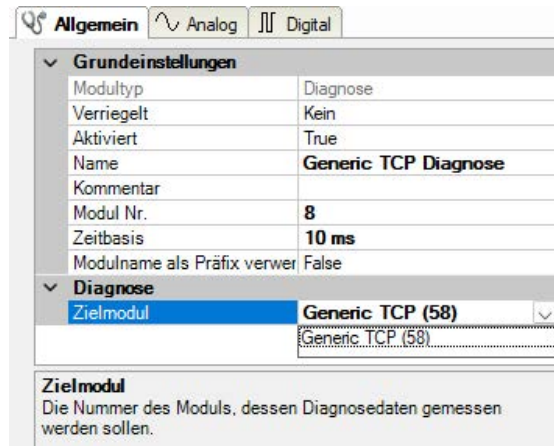 Allgemein Analog Digital
Grundeinstellungen
Modultyp Diagnose
Verriegelt Kein
Aktiviert True
Name Generic TCP Diagnose
Kommentar
Modul Nr. 8
Zeitbasis 10 ms
Modulname als Präfix verwer False
Diagnose
Zielmodul Generic TCP (58)
Generic TCP (58)
Zielmodul
Die Nummer des Moduls, dessen Diagnosedaten gemessen
werden sollen.